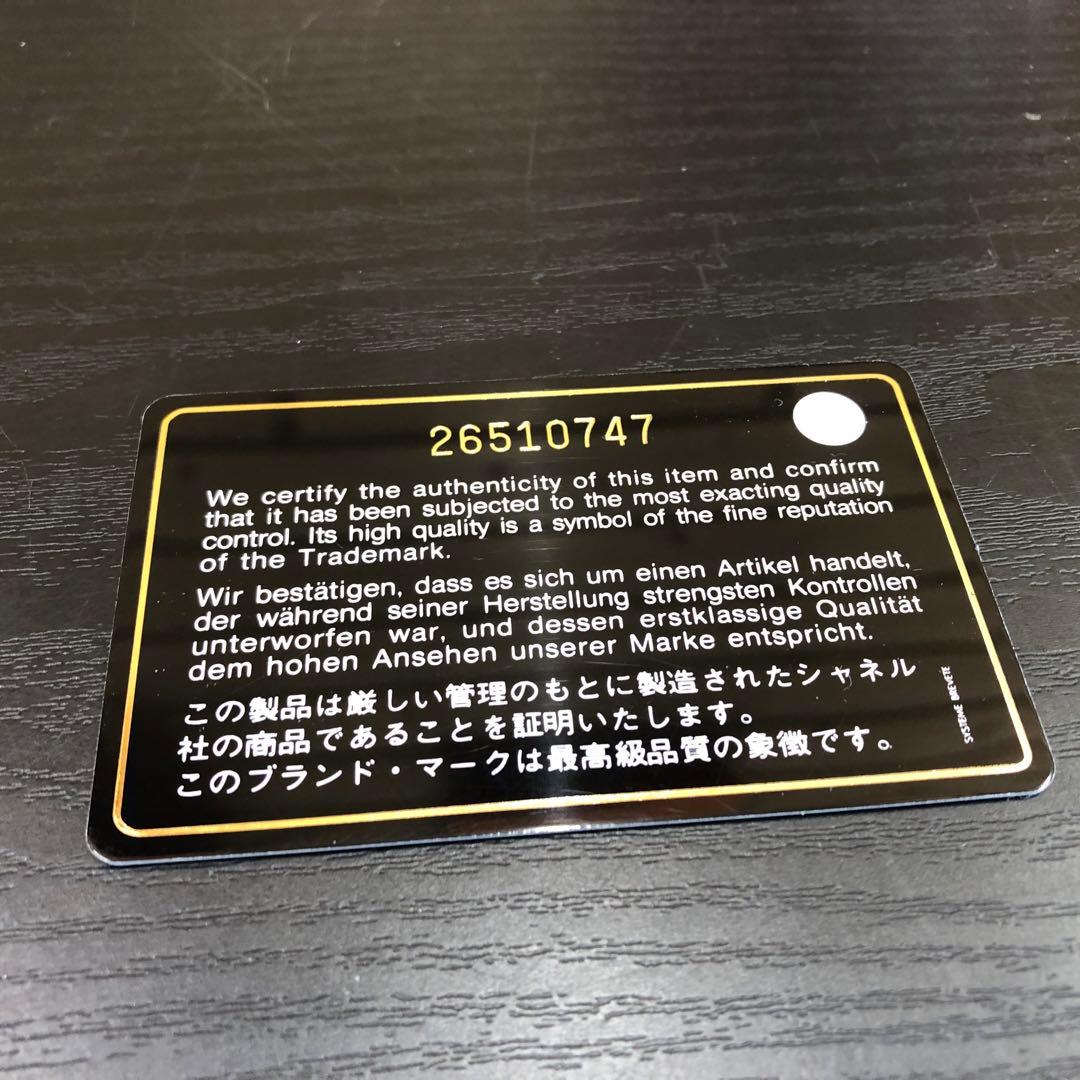 26510747
We certify the authenticity of this item and confirm
that it has been subjected to the most exacting quality
control. Its high quality is a symbol of the fine reputation
of the Trademark.
Wir bestätigen, dass es sich um einen Artikel handelt,
der während seiner Herstellung strengsten Kontrollen
unterworfen war, und dessen erstklassige Qualität
dem hohen Ansehen unserer Marke entspricht.
この製品は厳しい管理のもとに製造されたシャネル
社の商品であることを証明いたします。
このブランド・マークは最高級品質の象徴です。
SYSTEME BREVETE